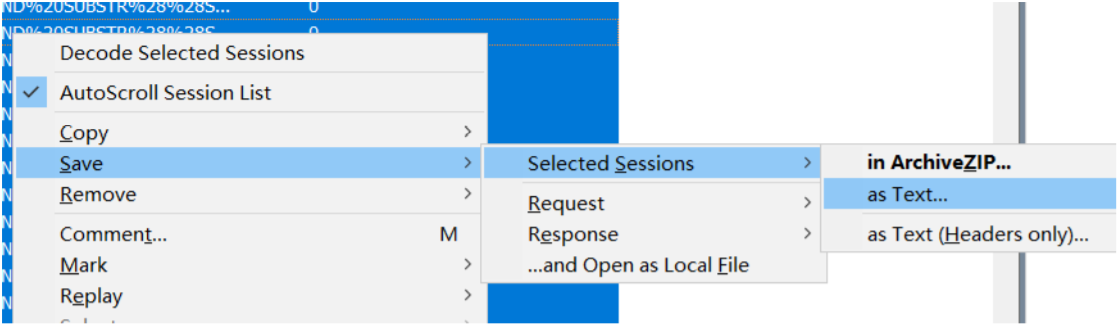 ND%20SUBSTR%28%28S... 0
ND%20SUBSTR%28%28S... 0
Decode Selected Sessions
AutoScroll Session List
Copy >
Save >
Selected Sessions >
in ArchiveZIP...
as Text...
as Text (Headers only)...
Remove >
Request >
Response >
...and Open as Local File
Comment... M
Mark >
Replay >